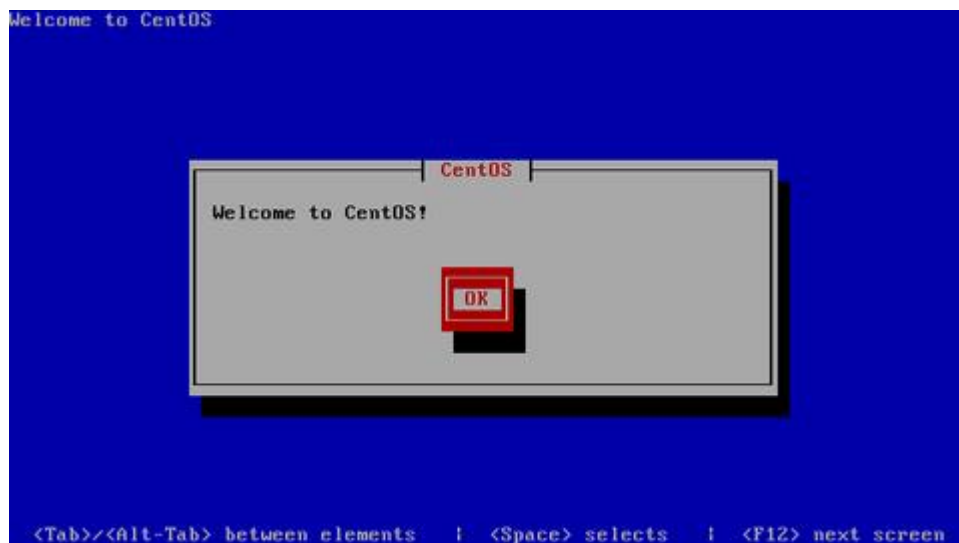 Welcome to CentOS
CentOS
Welcome to CentOS!
OK
<Tab>/<Alt-Tab> between elements | <Space> selects | <F12> next screen